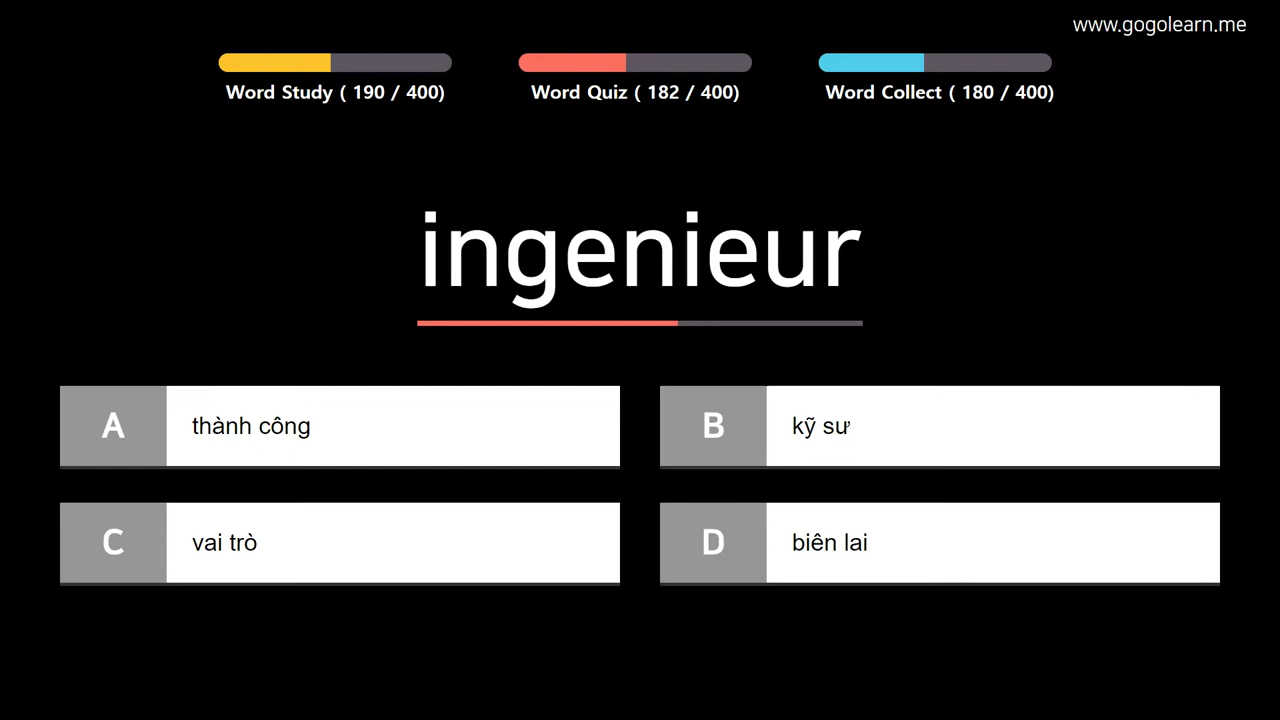 www.gogolearn.me
Word Study ( 190 / 400)
Word Quiz ( 182 / 400)
Word Collect ( 180 / 400)
ingenieur
A
thành công
B
kỹ sư
C
vai trò
D
biên lai